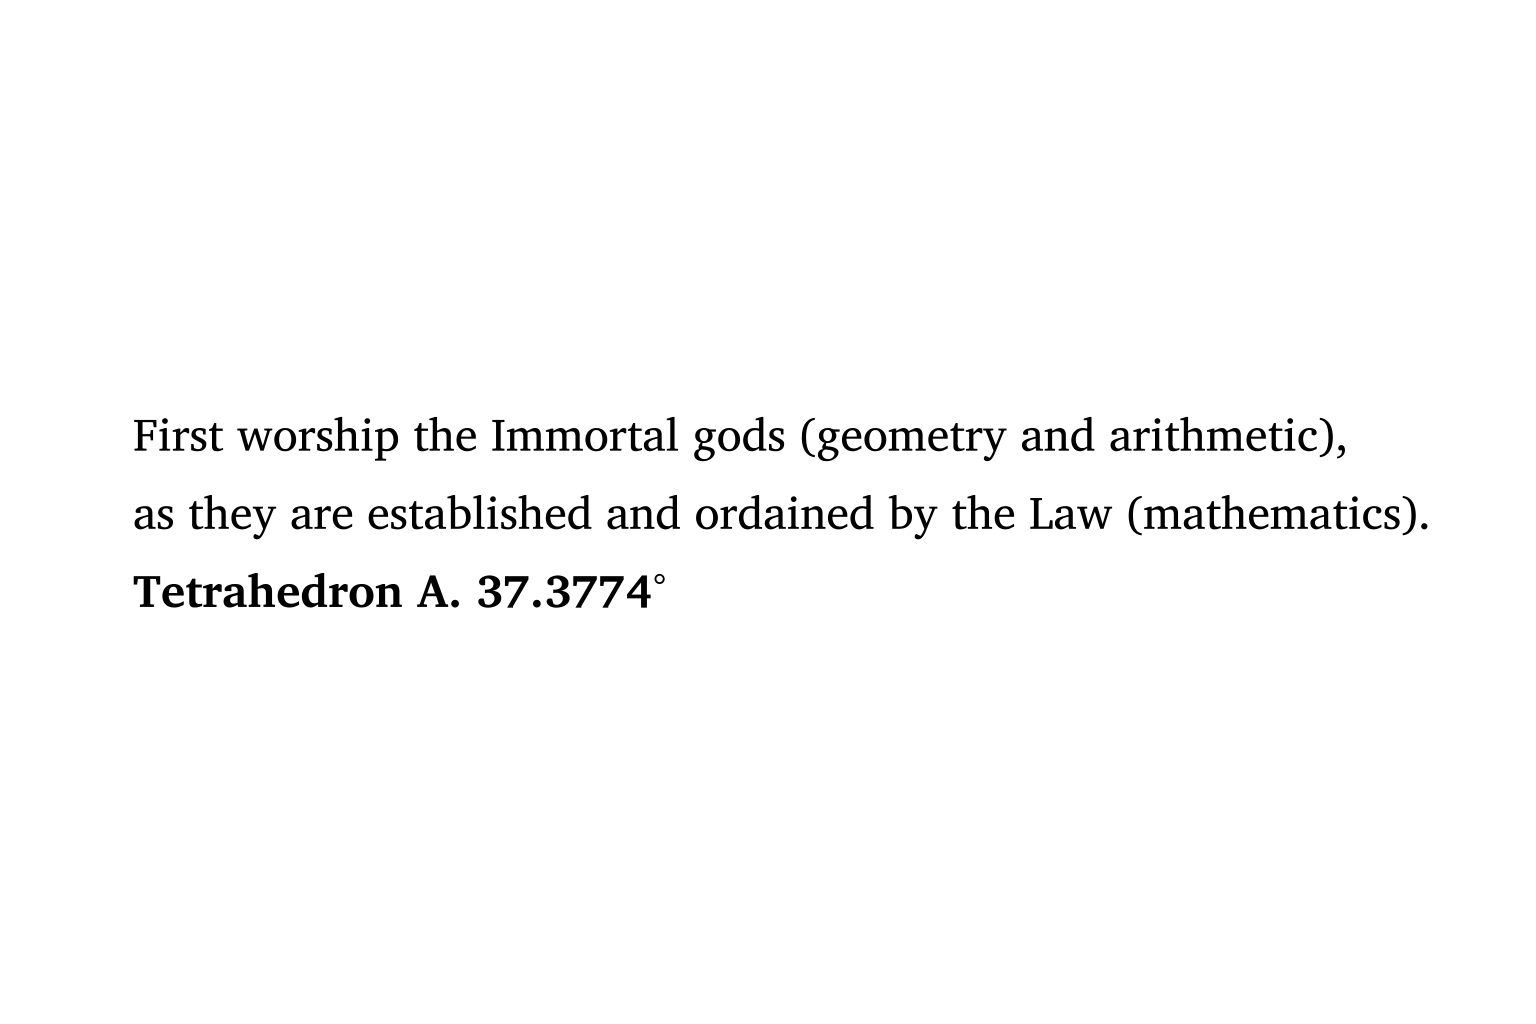 First worship the Immortal gods (geometry and arithmetic),
as they are established and ordained by the Law (mathematics).
Tetrahedron A. 37.3774°